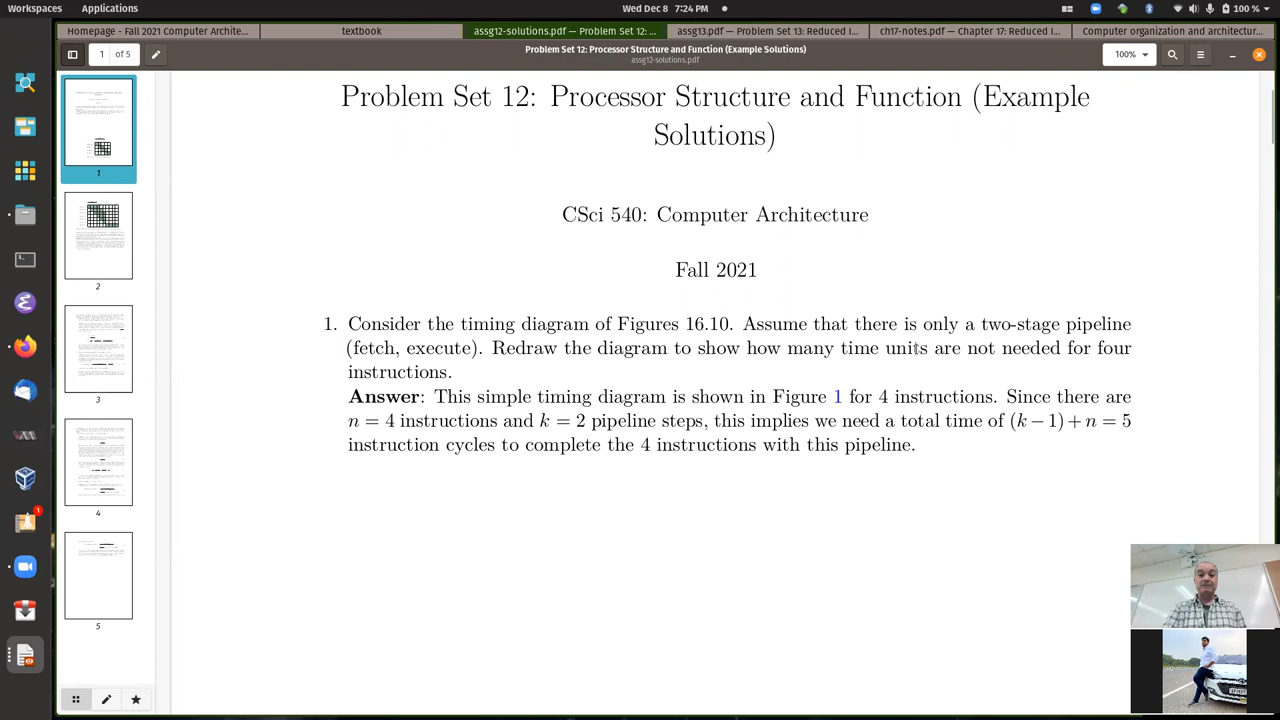 Workspaces Applications Wed Dec 8 7:24 PM 100 %
Homepage - Fall 2021 Computer Archite... textbook assg12-solutions.pdf — Problem Set 12: ... assg13.pdf — Problem Set 13: Reduced I... ch17-notes.pdf — Chapter 17: Reduced I... Computer organization and architectur...
1 of 5 Problem Set 12: Processor Structure and Function (Example Solutions) 100%
assg12-solutions.pdf
Problem Set 12: Processor Structure and Function (Example
Solutions)
CSci 540: Computer Architecture
Fall 2021
1. Consider the timing diagram of Figures 16.10. Assume that there is only a two-stage pipeline
(fetch, execute). Redraw the diagram to show how many time units are not needed for four
instructions.
Answer: This simple timing diagram is shown in Figure 1 for 4 instructions. Since there are
n = 4 instructions and k = 2 pipeline steps, this implies we need a total time of (k − 1) + n = 5
instruction cycles to complete the 4 instructions with this pipeline.
1
2
3
4
5
1